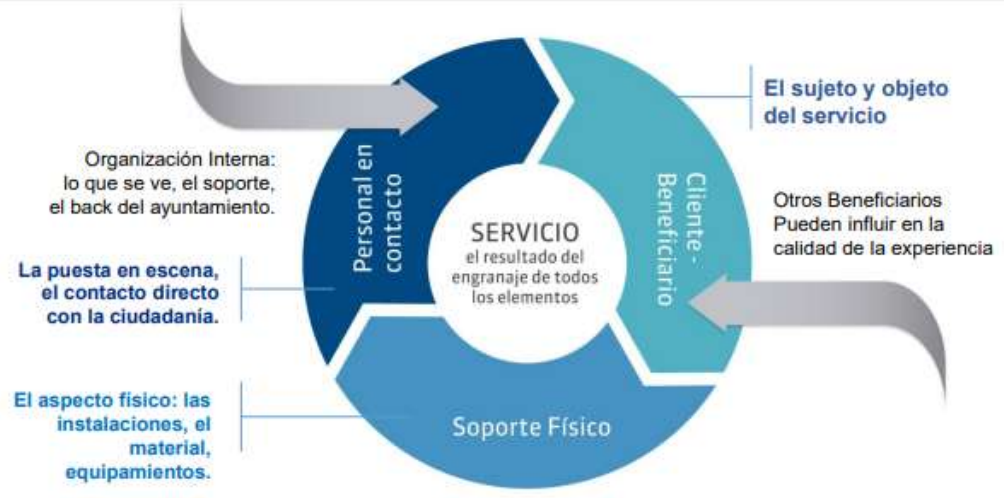 El sujeto y objeto
del servicio
Organización Interna:
lo que se ve, el soporte,
el back del ayuntamiento.
Personal en
contacto
Cliente -
Beneficiario
Otros Beneficiarios
Pueden influir en la
calidad de la experiencia
SERVICIO
el resultado del
engranaje de todos
los elementos
La puesta en escena,
el contacto directo
con la ciudadanía.
El aspecto físico: las
instalaciones, el
material,
equipamientos.
Soporte Físico